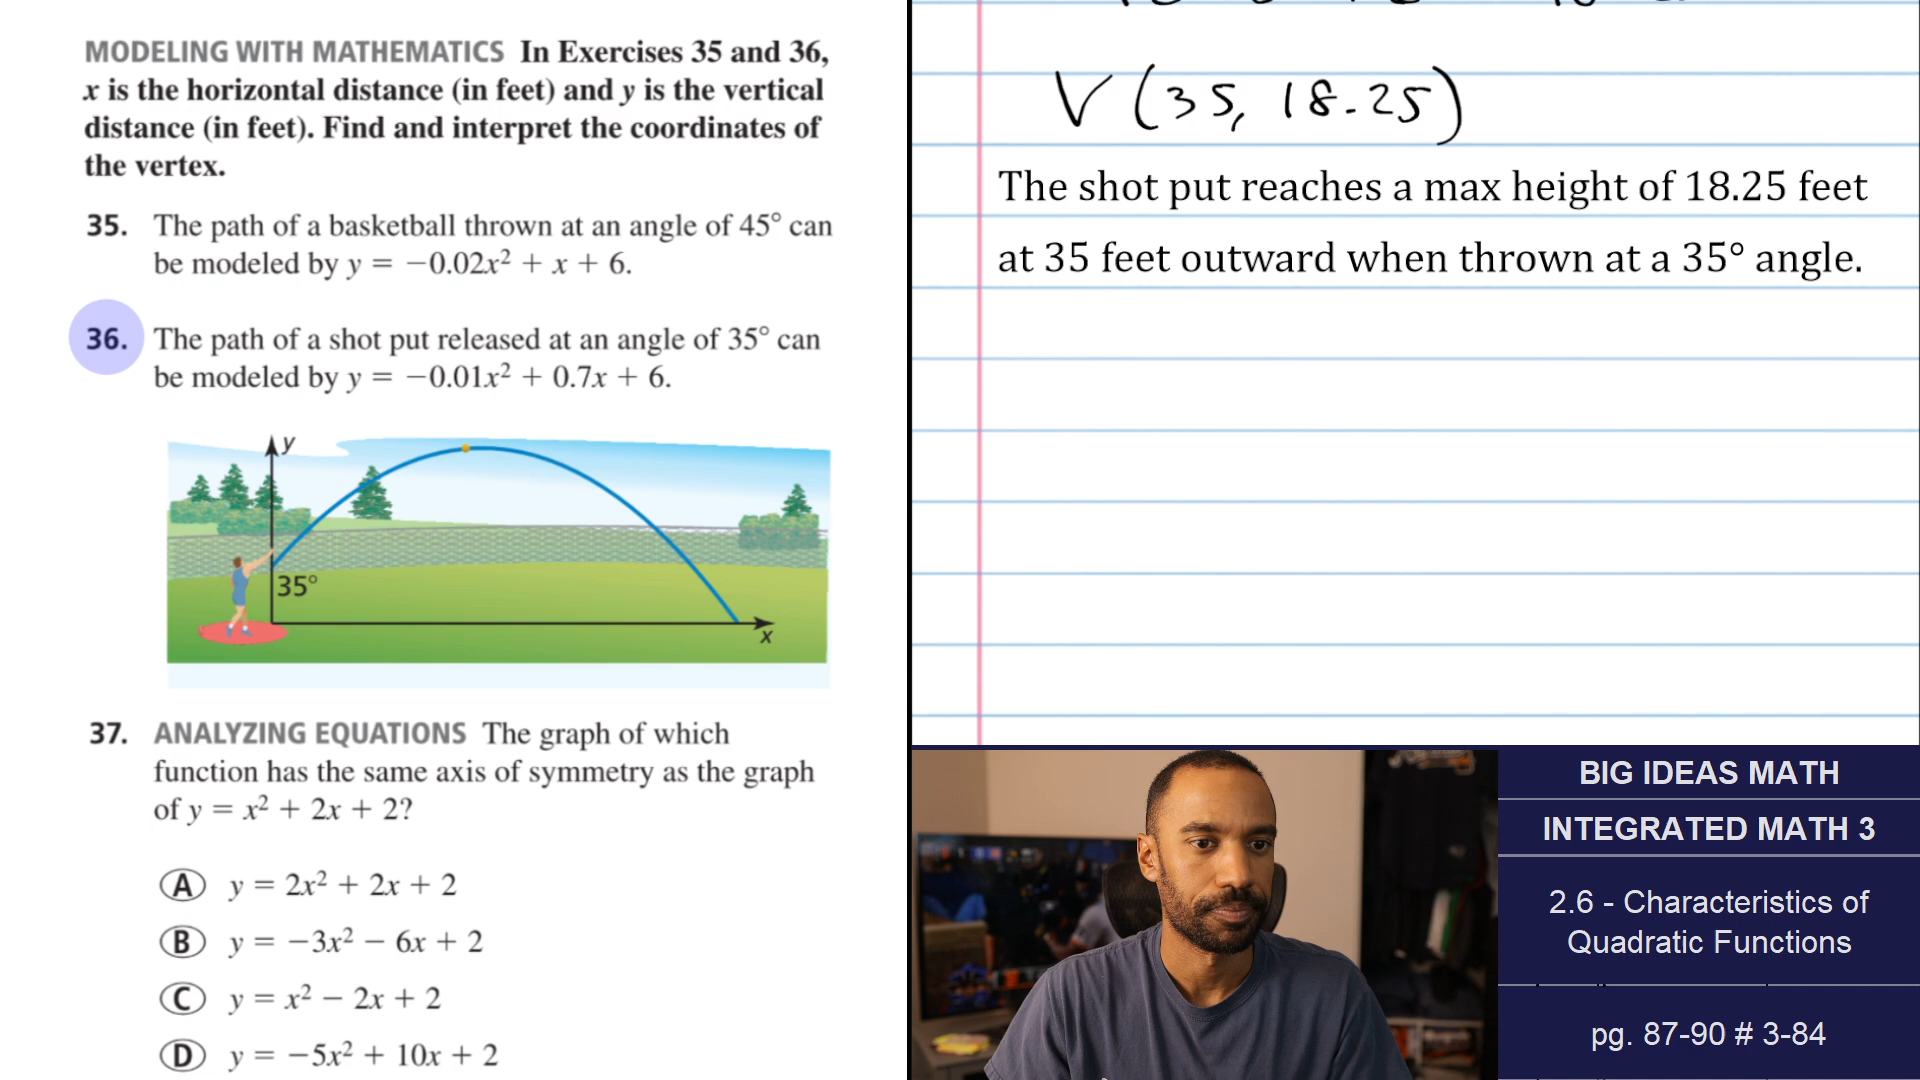 MODELING WITH MATHEMATICS In Exercises 35 and 36,
x is the horizontal distance (in feet) and y is the vertical
distance (in feet). Find and interpret the coordinates of
the vertex.
35. The path of a basketball thrown at an angle of 45° can
be modeled by y = −0.02x² + x + 6.
36. The path of a shot put released at an angle of 35° can
be modeled by y = −0.01x² + 0.7x + 6.
y
35°
x
37. ANALYZING EQUATIONS The graph of which
function has the same axis of symmetry as the graph
of y = x² + 2x + 2?
A y = 2x² + 2x + 2
B y = −3x² − 6x + 2
C y = x² − 2x + 2
D y = −5x² + 10x + 2
V (35, 18.25)
The shot put reaches a max height of 18.25 feet
at 35 feet outward when thrown at a 35° angle.
BIG IDEAS MATH
INTEGRATED MATH 3
2.6 - Characteristics of
Quadratic Functions
pg. 87-90 # 3-84